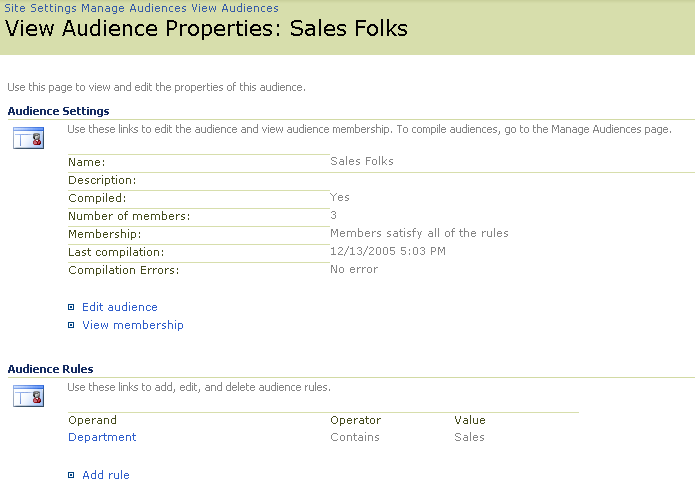 Site Settings Manage Audiences View Audiences
View Audience Properties: Sales Folks
Use this page to view and edit the properties of this audience.
Audience Settings
Use these links to edit the audience and view audience membership. To compile audiences, go to the Manage Audiences page.
Name: Sales Folks
Description:
Compiled: Yes
Number of members: 3
Membership: Members satisfy all of the rules
Last compilation: 12/13/2005 5:03 PM
Compilation Errors: No error
Edit audience
View membership
Audience Rules
Use these links to add, edit, and delete audience rules.
Operand Operator Value
Department Contains Sales
Add rule